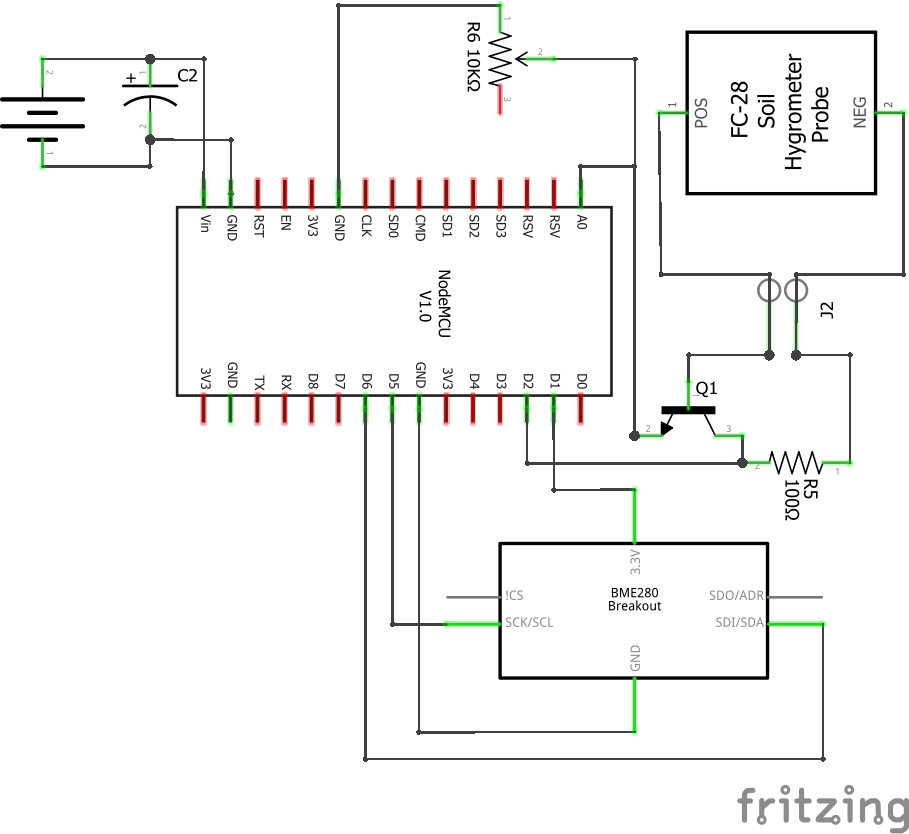 1
R6 10KΩ
2
3
2
+
1
C2
2
1
1
POS
FC-28
Soil
Hygrometer
Probe
NEG
2
Vin
GND
RST
EN
3V3
GND
CLK
SD0
CMD
SD1
SD2
SD3
RSV
RSV
A0
NodeMCU
V1.0
J2
3V3
GND
TX
RX
D8
D7
D6
D5
GND
3V3
D4
D3
D2
D1
D0
Q1
2
3
2
1
R5
100Ω
3.3V
!CS
BME280
Breakout
SDO/ADR
SCK/SCL
SDI/SDA
GND
fritzing